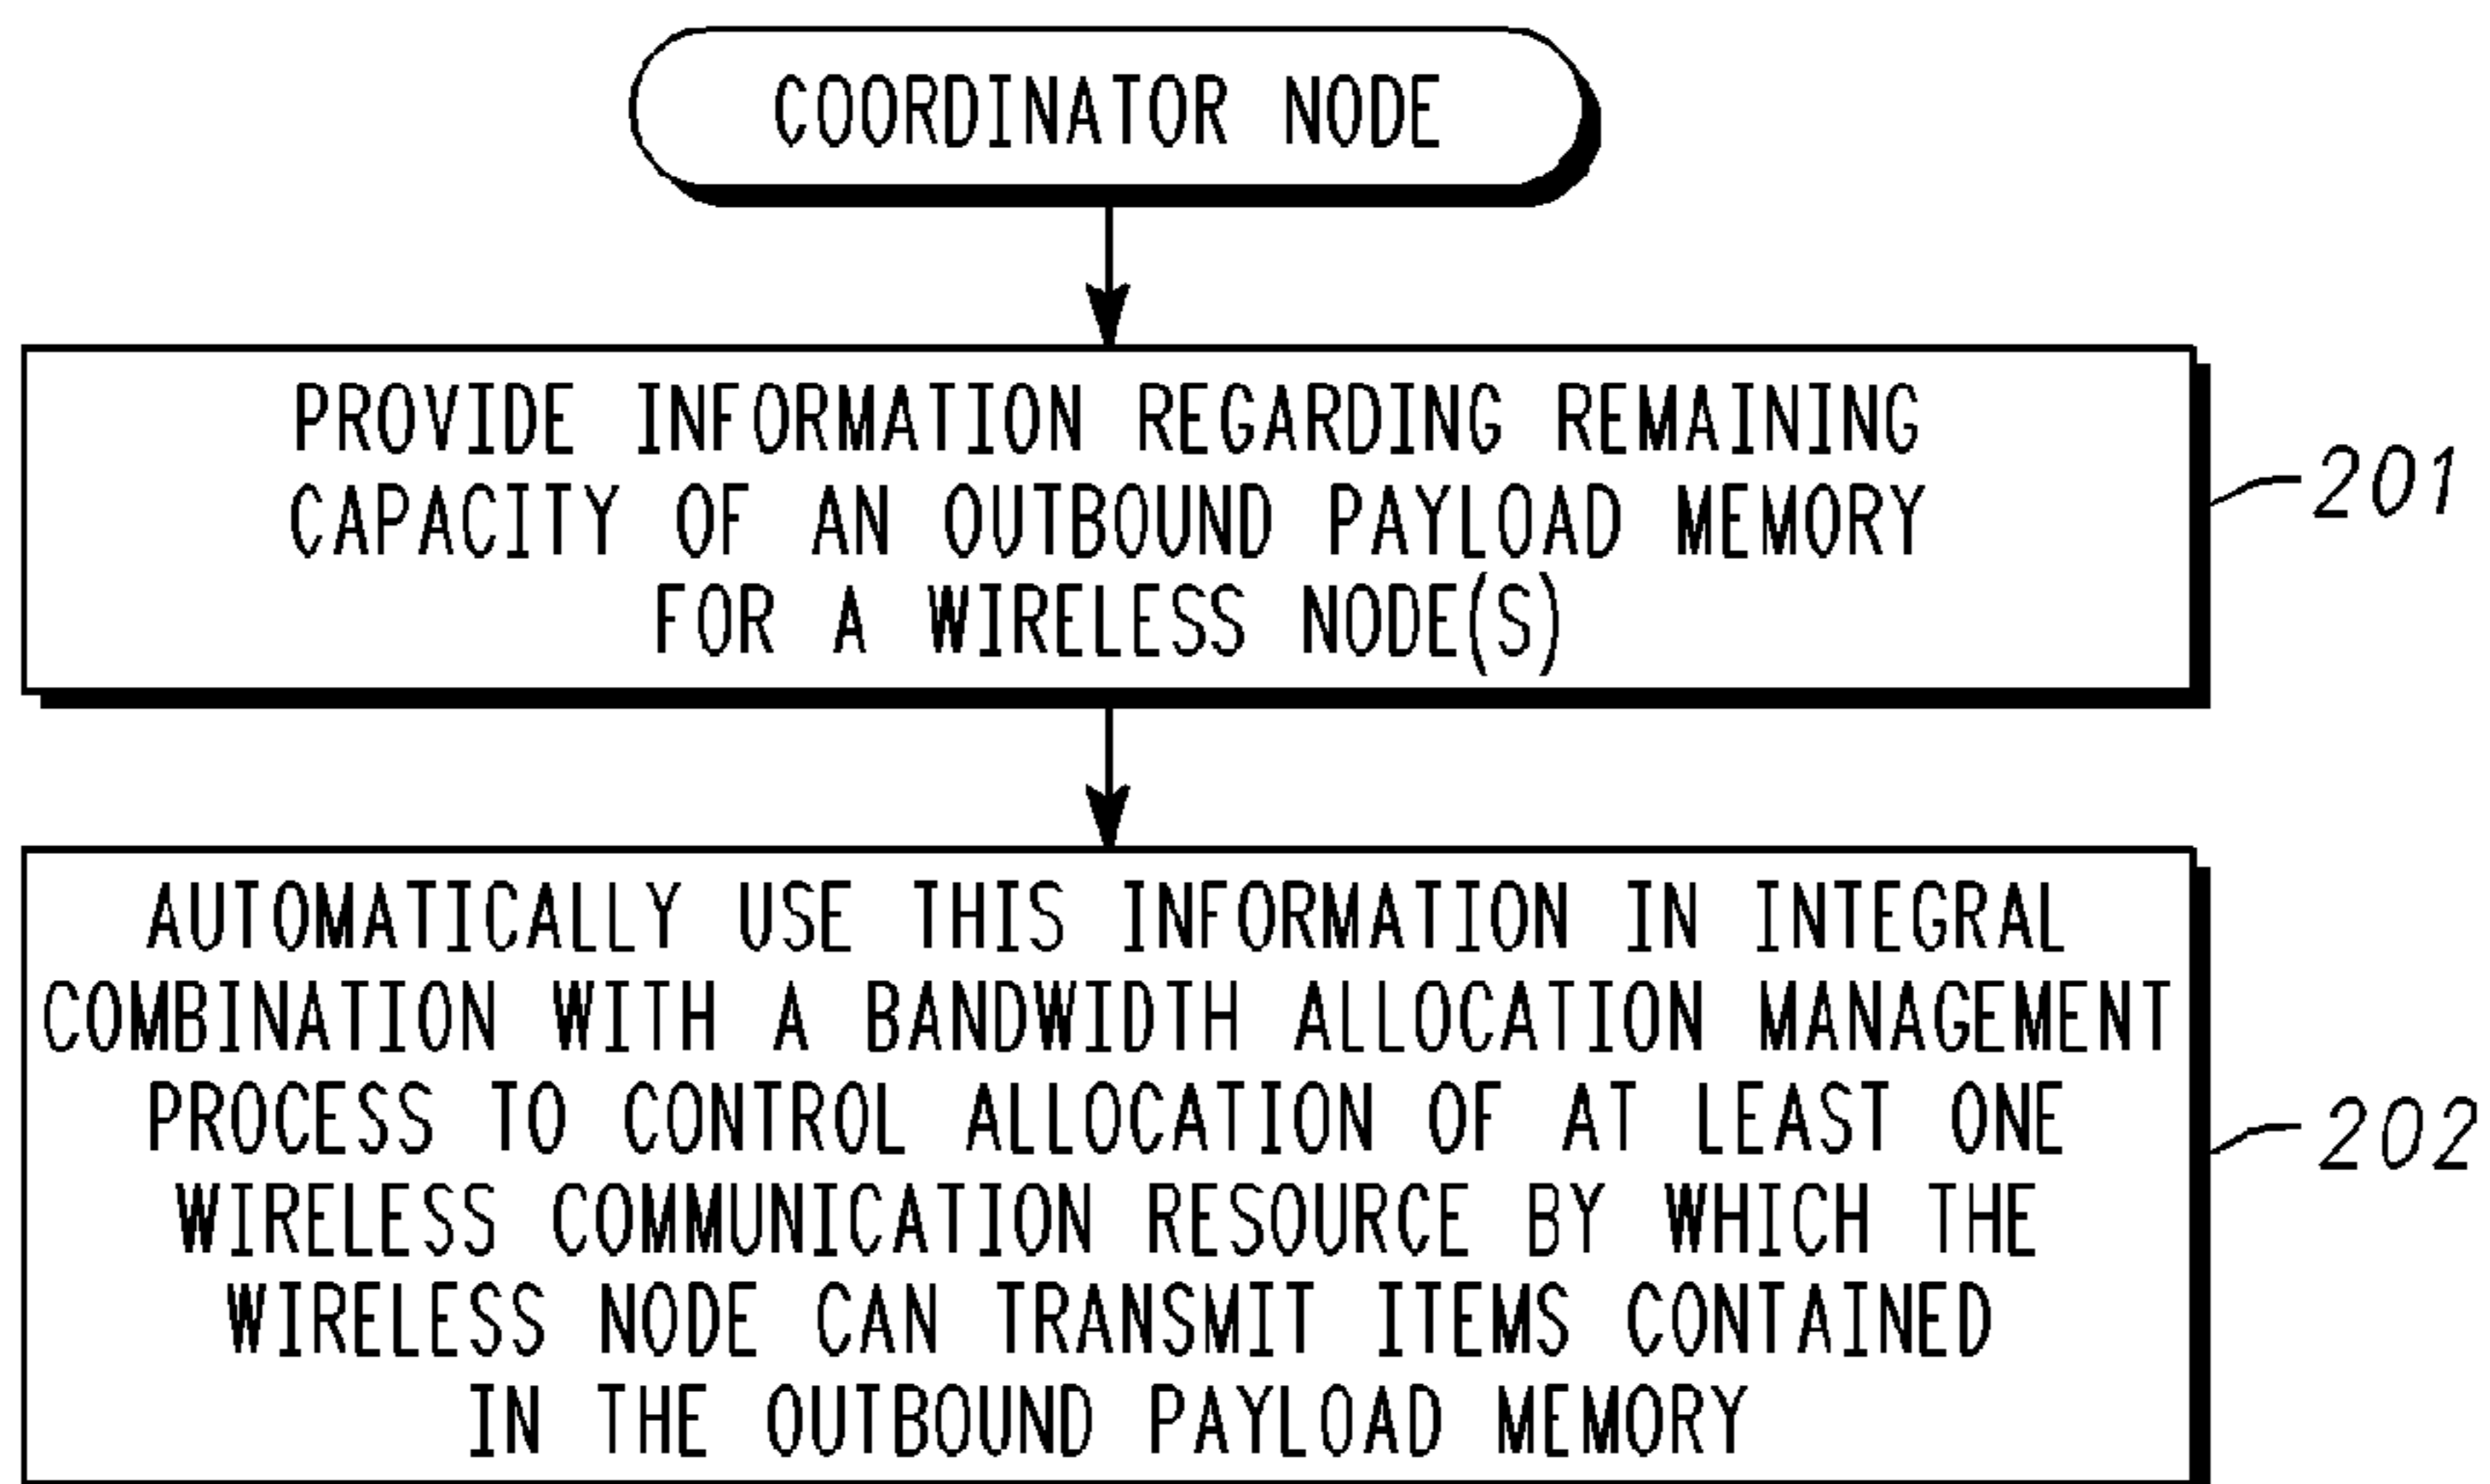 COORDINATOR NODE
PROVIDE INFORMATION REGARDING REMAINING
CAPACITY OF AN OUTBOUND PAYLOAD MEMORY
FOR A WIRELESS NODE(S)
201
AUTOMATICALLY USE THIS INFORMATION IN INTEGRAL
COMBINATION WITH A BANDWIDTH ALLOCATION MANAGEMENT
PROCESS TO CONTROL ALLOCATION OF AT LEAST ONE
WIRELESS COMMUNICATION RESOURCE BY WHICH THE
WIRELESS NODE CAN TRANSMIT ITEMS CONTAINED
IN THE OUTBOUND PAYLOAD MEMORY
202